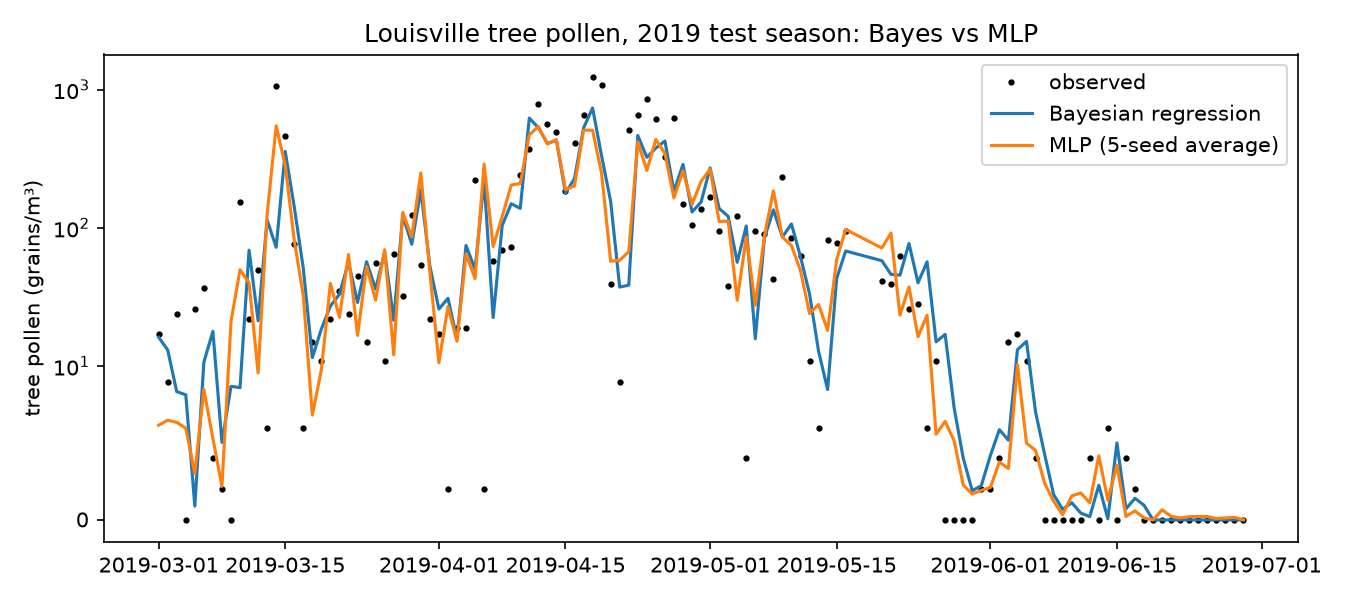 Louisville tree pollen, 2019 test season: Bayes vs MLP
observed
Bayesian regression
MLP (5-seed average)
tree pollen (grains/m³)
10³
10²
10¹
0
2019-03-01 2019-03-15 2019-04-01 2019-04-15 2019-05-01 2019-05-15 2019-06-01 2019-06-15 2019-07-01